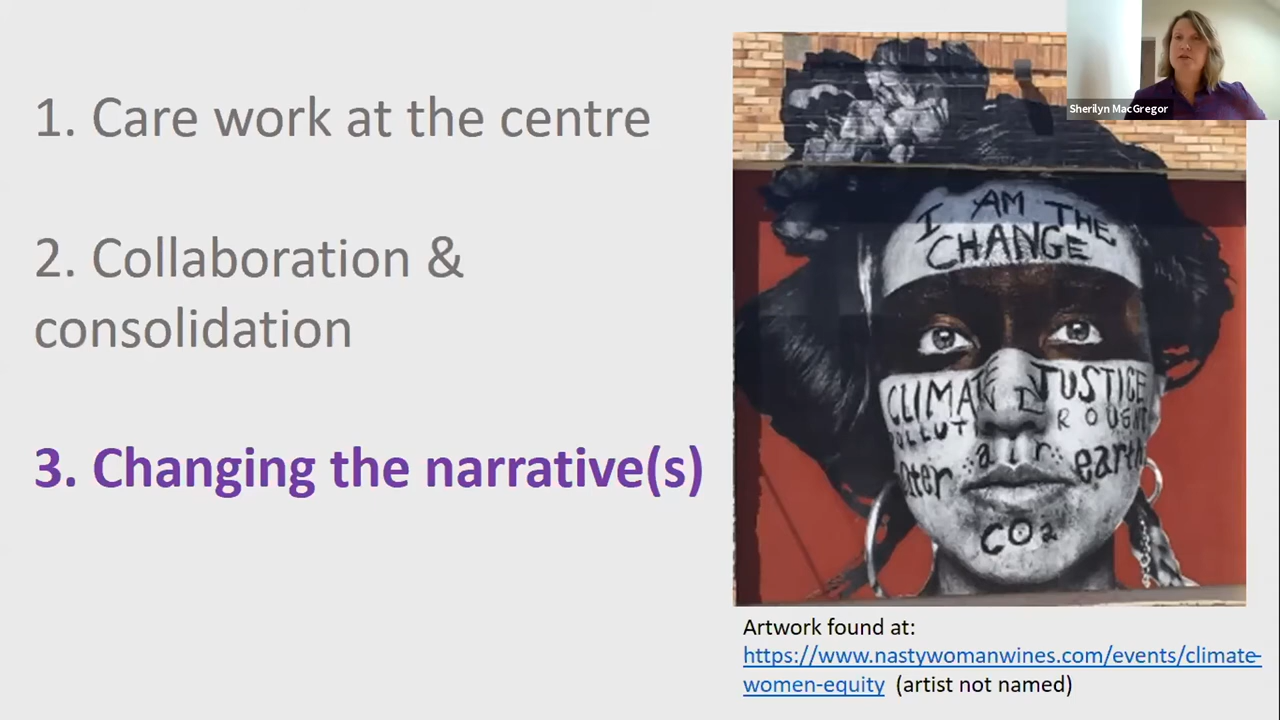 1. Care work at the centre
2. Collaboration &
consolidation
3. Changing the narrative(s)
Sherilyn MacGregor
I AM THE
CHANGE
CLIMATE JUSTICE
air earth
CO2
Artwork found at:
https://www.nastywomanwines.com/events/climate-
women-equity (artist not named)